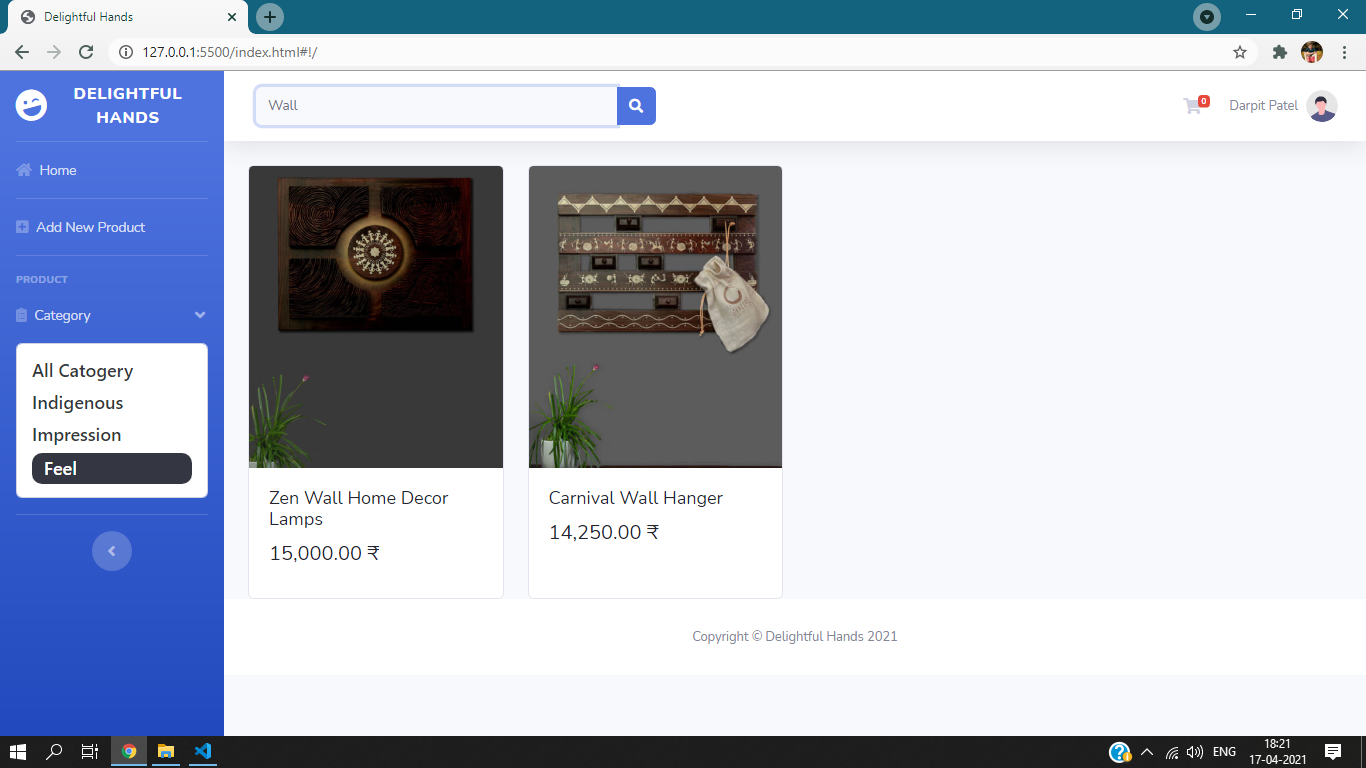 Delightful Hands
127.0.0.1:5500/index.html#!/
DELIGHTFUL
HANDS
Home
Add New Product
PRODUCT
Category
All Catogery
Indigenous
Impression
Feel
Wall
0
Darpit Patel
Zen Wall Home Decor
Lamps
15,000.00 ₹
Carnival Wall Hanger
14,250.00 ₹
Copyright © Delightful Hands 2021
ENG
18:21
17-04-2021